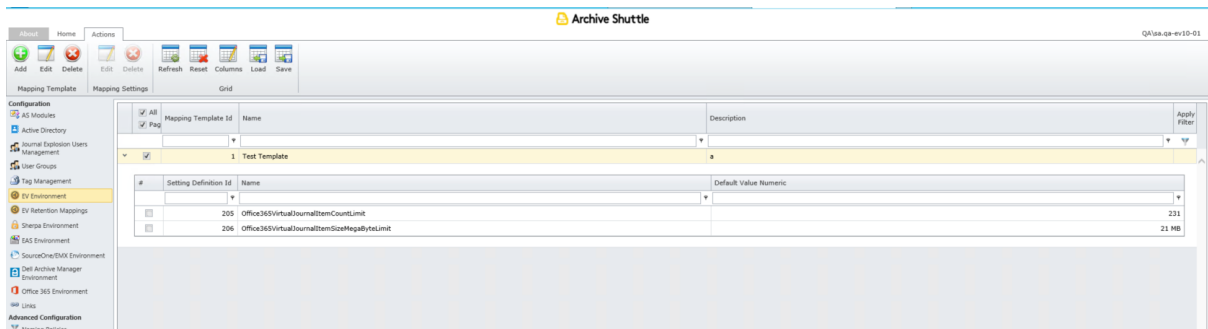 Archive Shuttle
About Home Actions
QA\sa.qa-ev10-01
Add Edit Delete Edit Delete Refresh Reset Columns Load Save
Mapping Template Mapping Settings Grid
Configuration
AS Modules
Active Directory
Journal Explosion Users
Management
User Groups
Tag Management
EV Environment
EV Retention Mappings
Sherpa Environment
EAS Environment
SourceOne/EMX Environment
Dell Archive Manager
Environment
Office 365 Environment
Links
Advanced Configuration
Naming Policies
All
Pag
Mapping Template Id Name Description Apply
Filter
1 Test Template a
# Setting Definition Id Name Default Value Numeric
205 Office365VirtualJournalItemCountLimit 231
206 Office365VirtualJournalItemSizeMegaByteLimit 21 MB